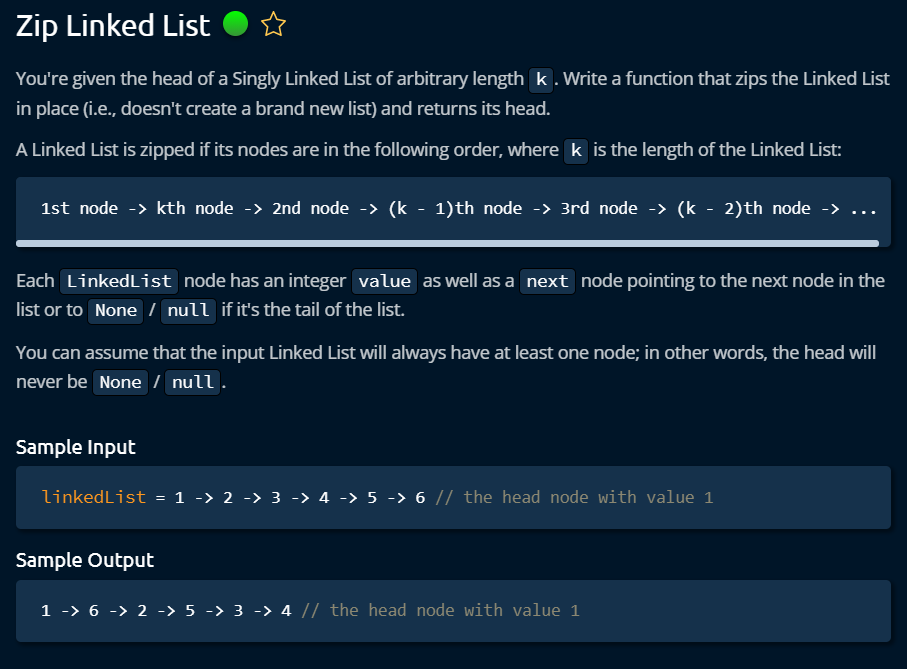 Zip Linked List
You're given the head of a Singly Linked List of arbitrary length k. Write a function that zips the Linked List
in place (i.e., doesn't create a brand new list) and returns its head.
A Linked List is zipped if its nodes are in the following order, where k is the length of the Linked List:
1st node -> kth node -> 2nd node -> (k - 1)th node -> 3rd node -> (k - 2)th node -> ...
Each LinkedList node has an integer value as well as a next node pointing to the next node in the
list or to None / null if it's the tail of the list.
You can assume that the input Linked List will always have at least one node; in other words, the head will
never be None / null.
Sample Input
linkedList = 1 -> 2 -> 3 -> 4 -> 5 -> 6 // the head node with value 1
Sample Output
1 -> 6 -> 2 -> 5 -> 3 -> 4 // the head node with value 1